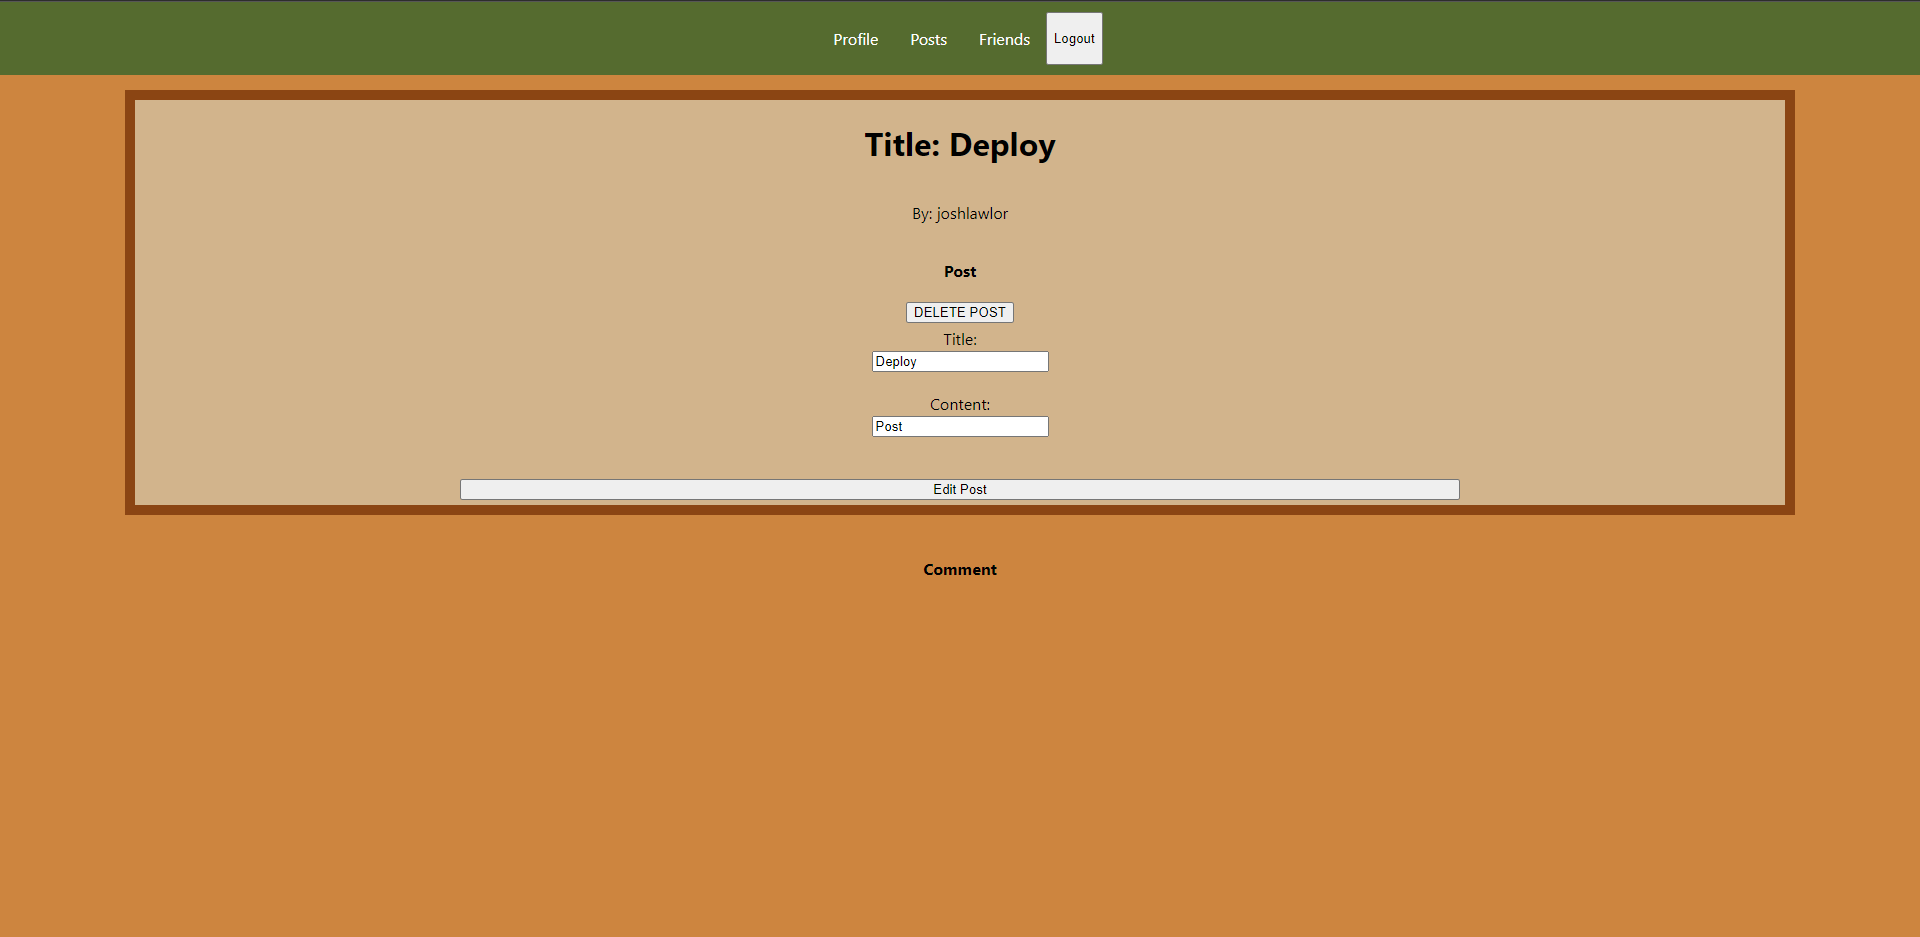 Profile Posts Friends Logout
Title: Deploy
By: joshlawlor
Post
DELETE POST
Title:
Deploy
Content:
Post
Edit Post
Comment